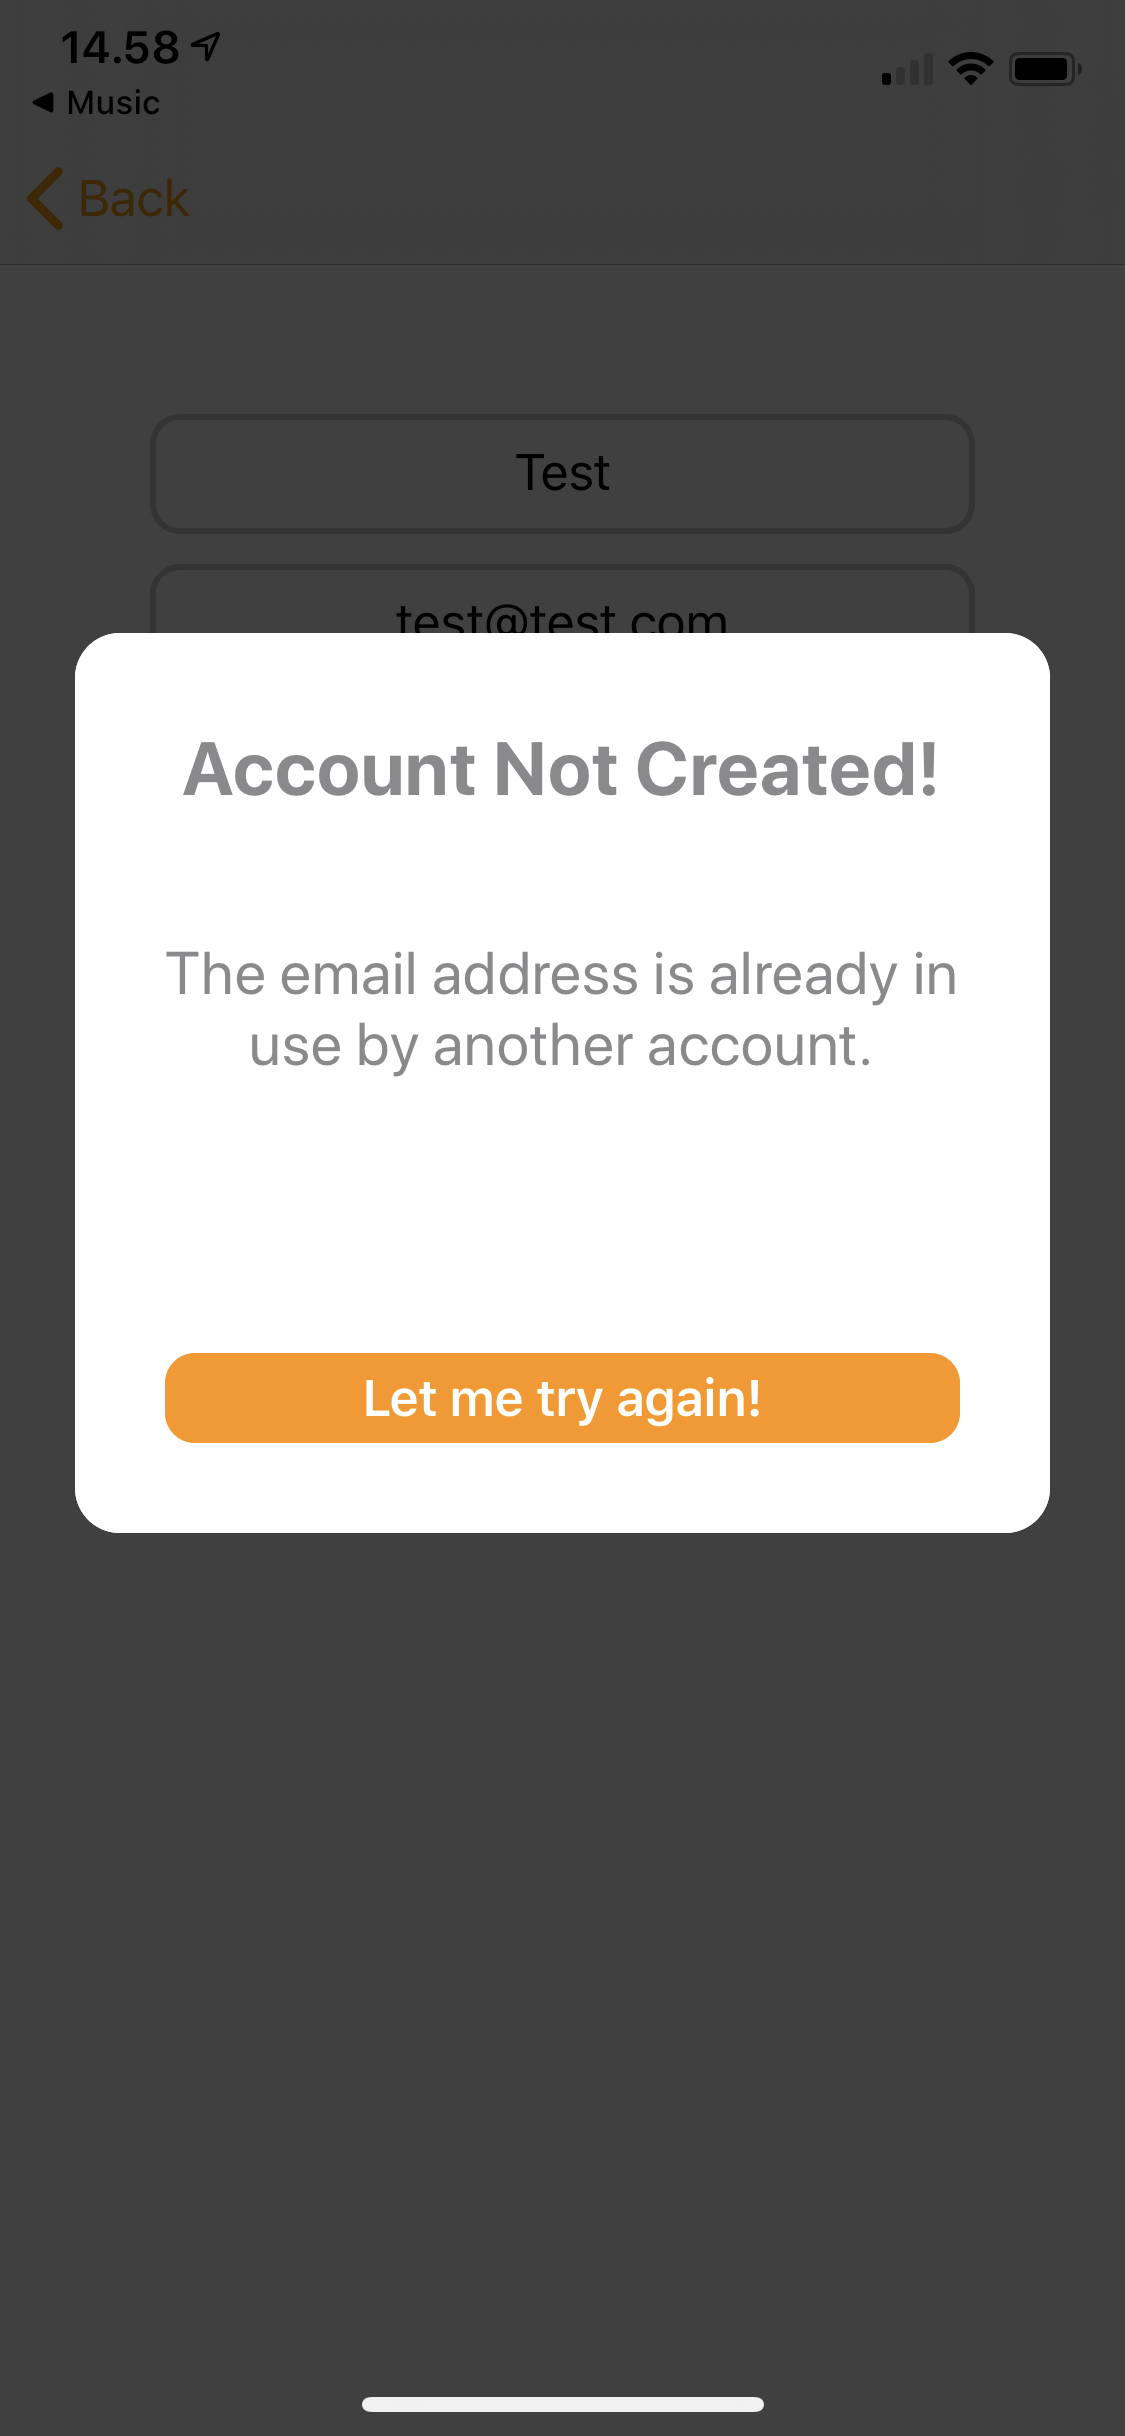 14.58
Music
Back
Test
test@test.com
Account Not Created!
The email address is already in
use by another account.
Let me try again!